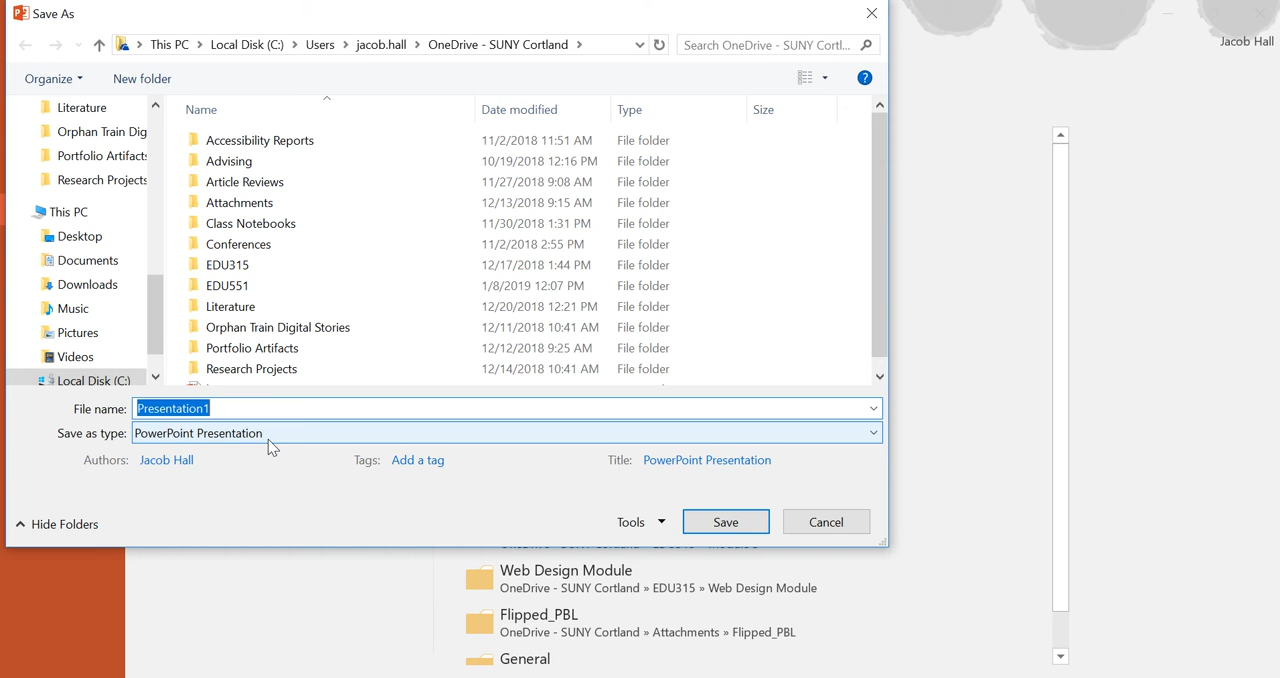 Save As
Jacob Hall
This PC > Local Disk (C:) > Users > jacob.hall > OneDrive - SUNY Cortland >
Search OneDrive - SUNY Cortl...
Organize
New folder
?
Literature
Orphan Train Dig
Portfolio Artifacts
Research Projects
This PC
Desktop
Documents
Downloads
Music
Pictures
Videos
Local Disk (C:)
Name Date modified Type Size
Accessibility Reports 11/2/2018 11:51 AM File folder
Advising 10/19/2018 12:16 PM File folder
Article Reviews 11/27/2018 9:08 AM File folder
Attachments 12/13/2018 9:15 AM File folder
Class Notebooks 11/30/2018 1:31 PM File folder
Conferences 11/2/2018 2:55 PM File folder
EDU315 12/17/2018 1:44 PM File folder
EDU551 1/8/2019 12:07 PM File folder
Literature 12/20/2018 12:21 PM File folder
Orphan Train Digital Stories 12/11/2018 10:41 AM File folder
Portfolio Artifacts 12/12/2018 9:25 AM File folder
Research Projects 12/14/2018 10:41 AM File folder
File name: Presentation1
Save as type: PowerPoint Presentation
Authors: Jacob Hall Tags: Add a tag Title: PowerPoint Presentation
Hide Folders
Tools Save Cancel
Web Design Module
OneDrive - SUNY Cortland » EDU315 » Web Design Module
Flipped_PBL
OneDrive - SUNY Cortland » Attachments » Flipped_PBL
General